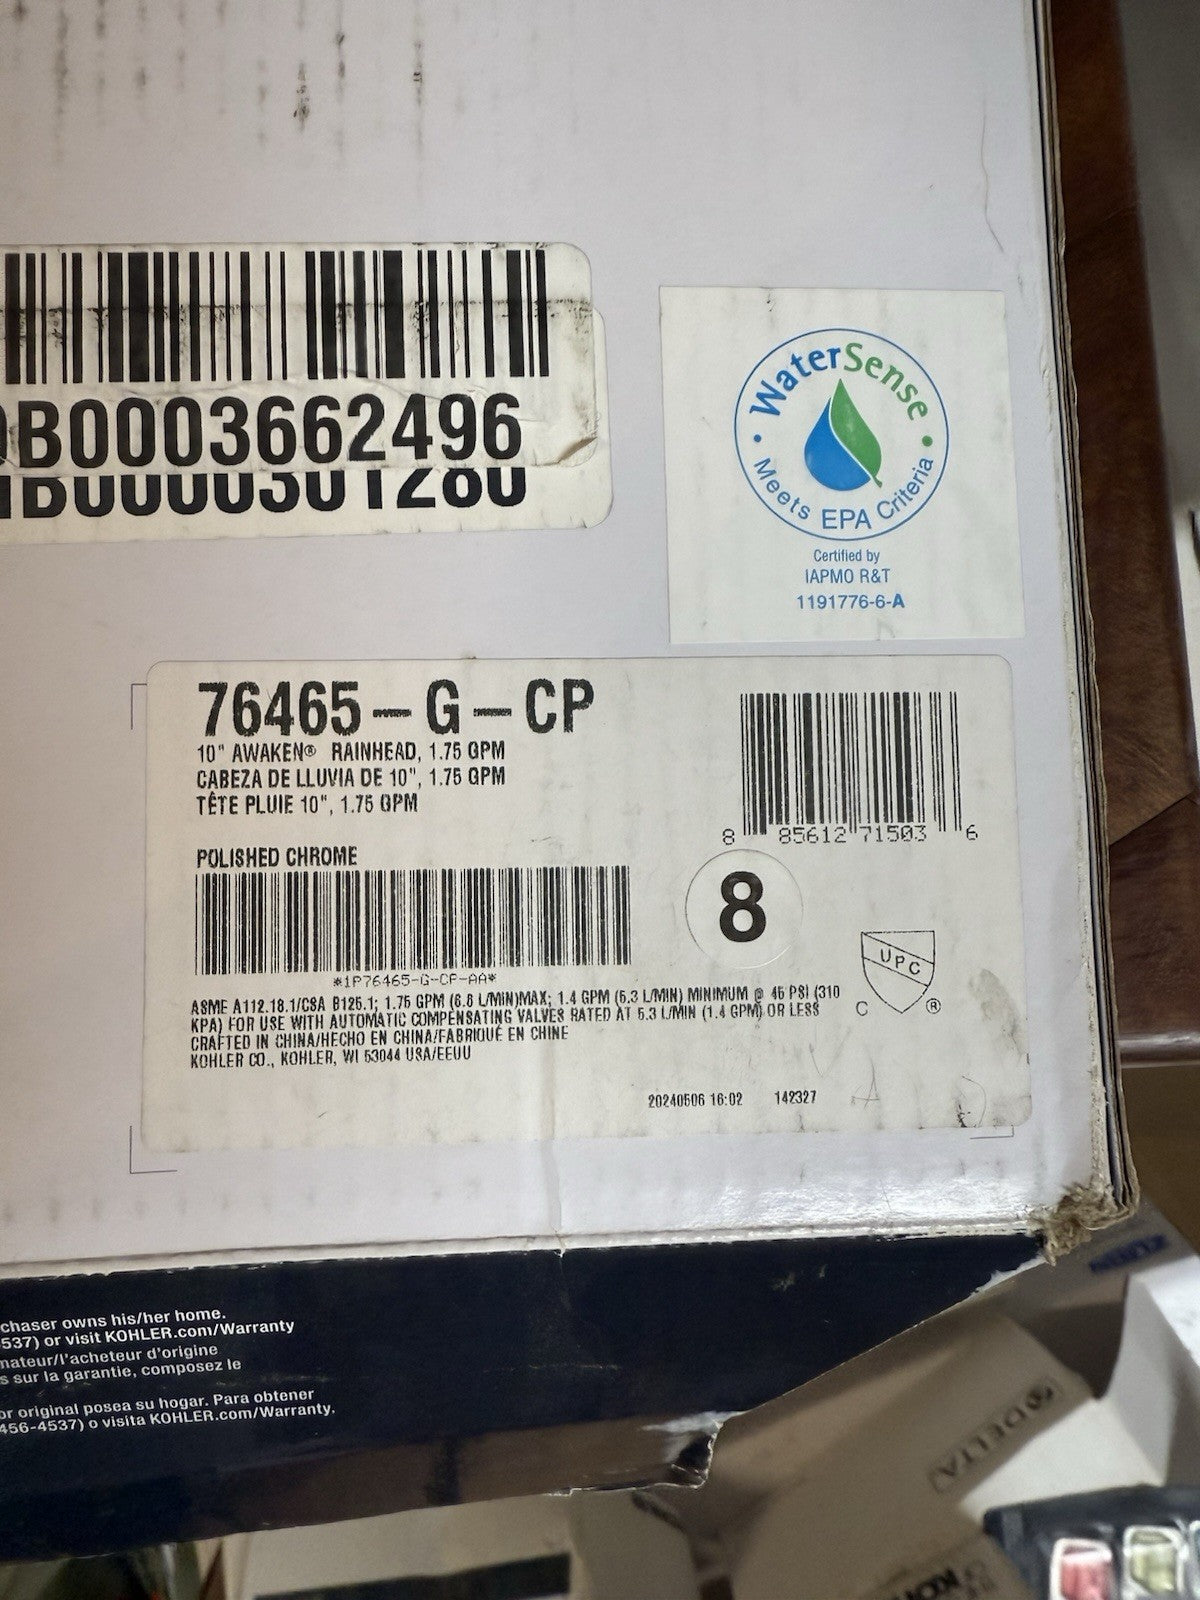 B0003662496
WaterSense
Meets EPA Criteria
Certified by
IAPMO R&T
1191776-6-A
76465-G-CP
10" AWAKEN® RAINHEAD, 1.75 GPM
CABEZA DE LLUVIA DE 10", 1.75 GPM
TÊTE PLUIE 10", 1.75 GPM
8 85612 71503 6
POLISHED CHROME
8
*1P76465-G-CP-AA*
UPC
C ®
ASME A112.18.1/CSA B125.1; 1.75 GPM (6.6 L/MIN)MAX; 1.4 GPM (5.3 L/MIN) MINIMUM @ 45 PSI (310
KPA) FOR USE WITH AUTOMATIC COMPENSATING VALVES RATED AT 5.3 L/MIN (1.4 GPM) OR LESS
CRAFTED IN CHINA/HECHO EN CHINA/FABRIQUÉ EN CHINE
KOHLER CO., KOHLER, WI 53044 USA/EEUU
20240506 16:02 142327
chaser owns his/her home.
537) or visit KOHLER.com/Warranty
mateur/l'acheteur d'origine
s sur la garantie, composez le
or original posea su hogar. Para obtener
456-4537) o visita KOHLER.com/Warranty.
DELTA